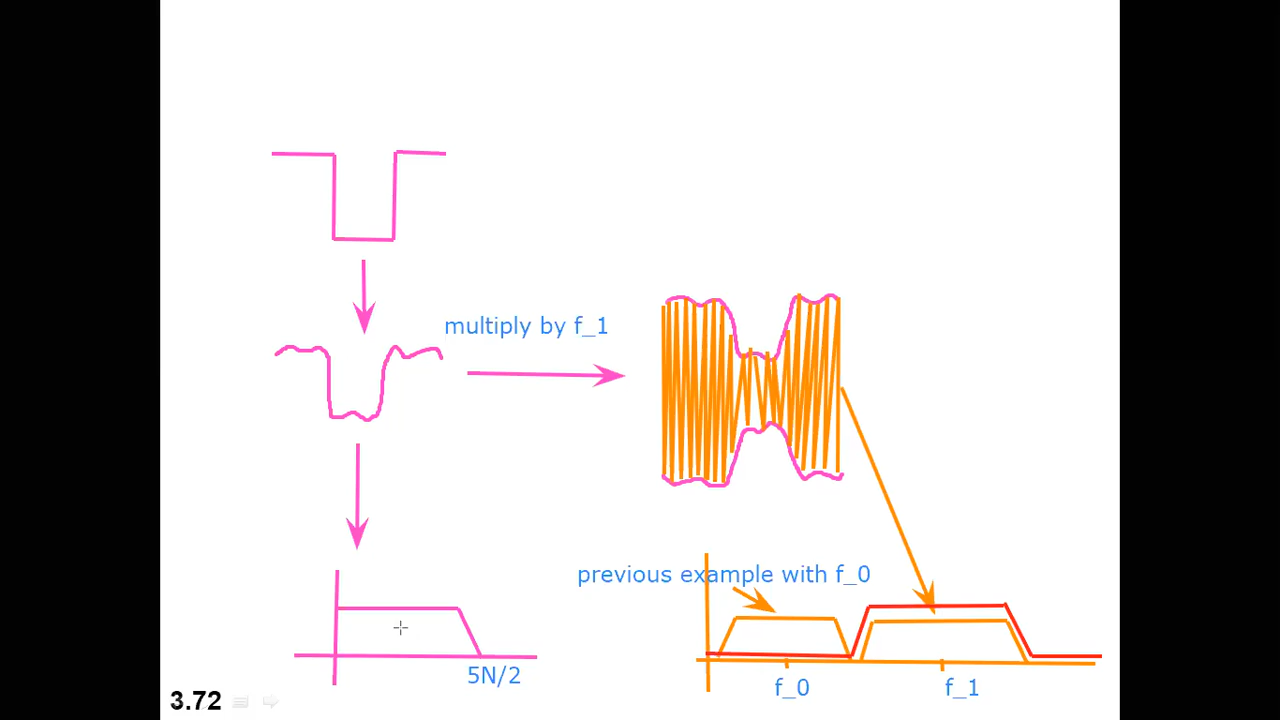 multiply by f_1
previous example with f_0
5N/2
f_0
f_1
3.72